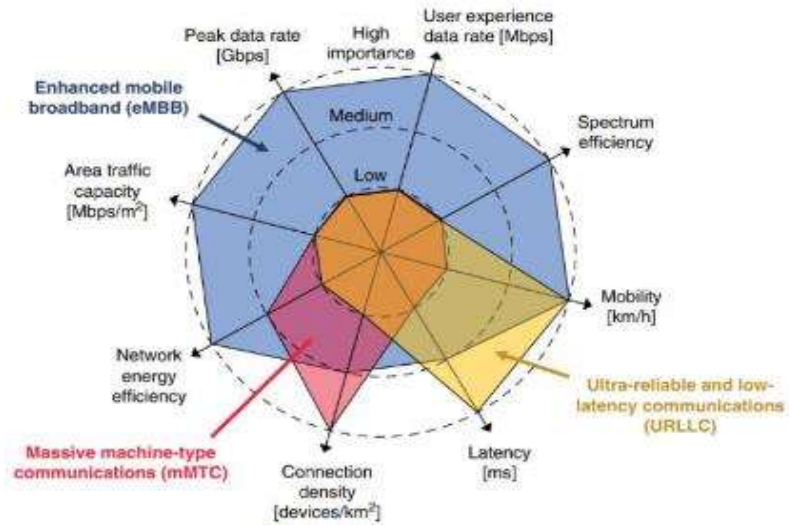 Peak data rate
[Gbps]
High
importance
User experience
data rate [Mbps]
Enhanced mobile
broadband (eMBB)
Medium
Spectrum
efficiency
Area traffic
capacity
[Mbps/m²]
Low
Mobility
[km/h]
Network
energy
efficiency
Ultra-reliable and low-
latency communications
(URLLC)
Massive machine-type
communications (mMTC)
Connection
density
[devices/km²]
Latency
[ms]